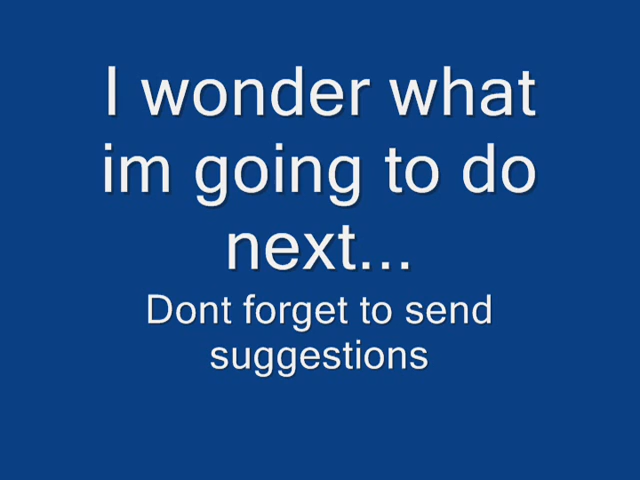 I wonder what
im going to do
next...
Dont forget to send
suggestions